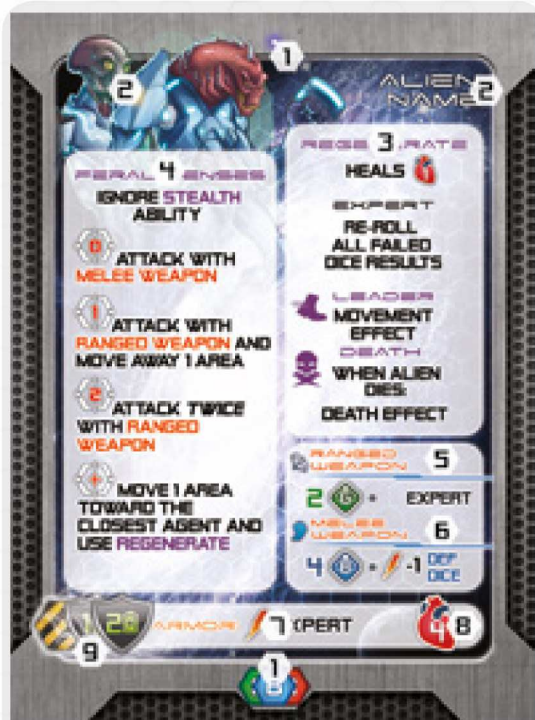 1
2
ALIEN
NAME 2
FERAL 4 ENSES
IGNORE STEALTH
ABILITY
0 ATTACK WITH
MELEE WEAPON
1 ATTACK WITH
RANGED WEAPON AND
MOVE AWAY 1 AREA
2 ATTACK TWICE
WITH RANGED
WEAPON
+ MOVE 1 AREA
TOWARD THE
CLOSEST AGENT AND
USE REGENERATE
REGE 3 RATE
HEALS 1
EXPERT
RE-ROLL
ALL FAILED
DICE RESULTS
LEADER
MOVEMENT
EFFECT
DEATH
WHEN ALIEN
DIES:
DEATH EFFECT
RANGED
WEAPON 5
2 G + EXPERT
MELEE
WEAPON 6
4 B + -1 DEF
DICE
1 2B ARMOR 7 XPERT 4 8
9
1